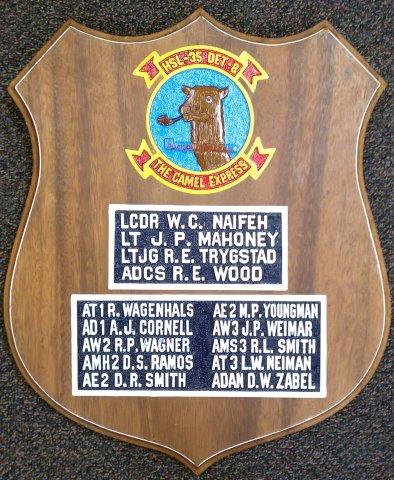 HSL-35 DET-8
THE CAMEL EXPRESS
LCDR W.C. NAIFEH
LT J.P. MAHONEY
LTJG R.E. TRYGSTAD
ADCS R.E. WOOD
AT1 R. WAGENHALS
AD1 A.J. CORNELL
AW2 R.P. WAGNER
AMH2 D.S. RAMOS
AE2 D.R. SMITH
AE2 M.P. YOUNGMAN
AW3 J.P. WEIMAR
AMS3 R.L. SMITH
AT3 L.W. NEIMAN
ADAN D.W. ZABEL